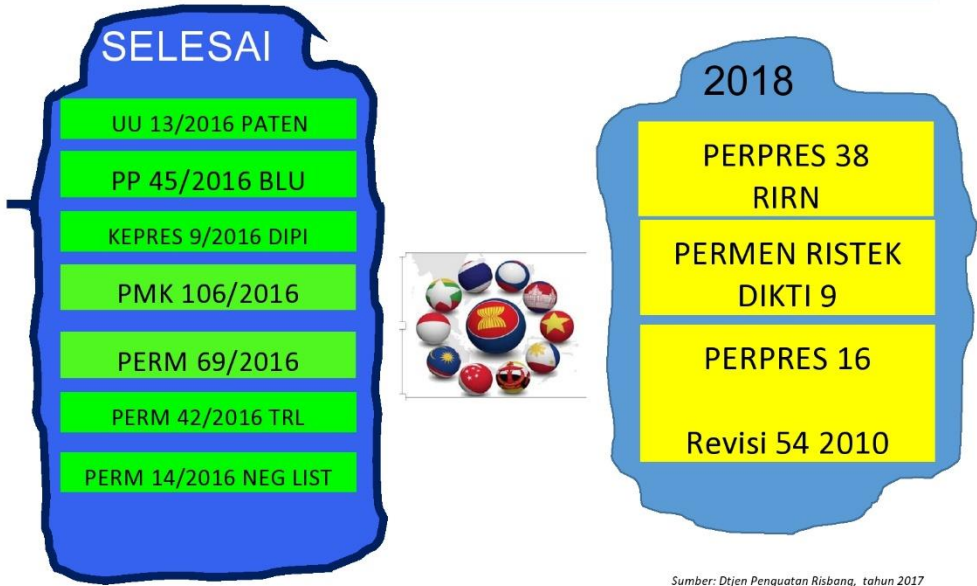 SELESAI
UU 13/2016 PATEN
PP 45/2016 BLU
KEPRES 9/2016 DIPI
PMK 106/2016
PERM 69/2016
PERM 42/2016 TRL
PERM 14/2016 NEG LIST
2018
PERPRES 38
RIRN
PERMEN RISTEK
DIKTI 9
PERPRES 16
Revisi 54 2010
Sumber: Dtjen Penguatan Risbang, tahun 2017